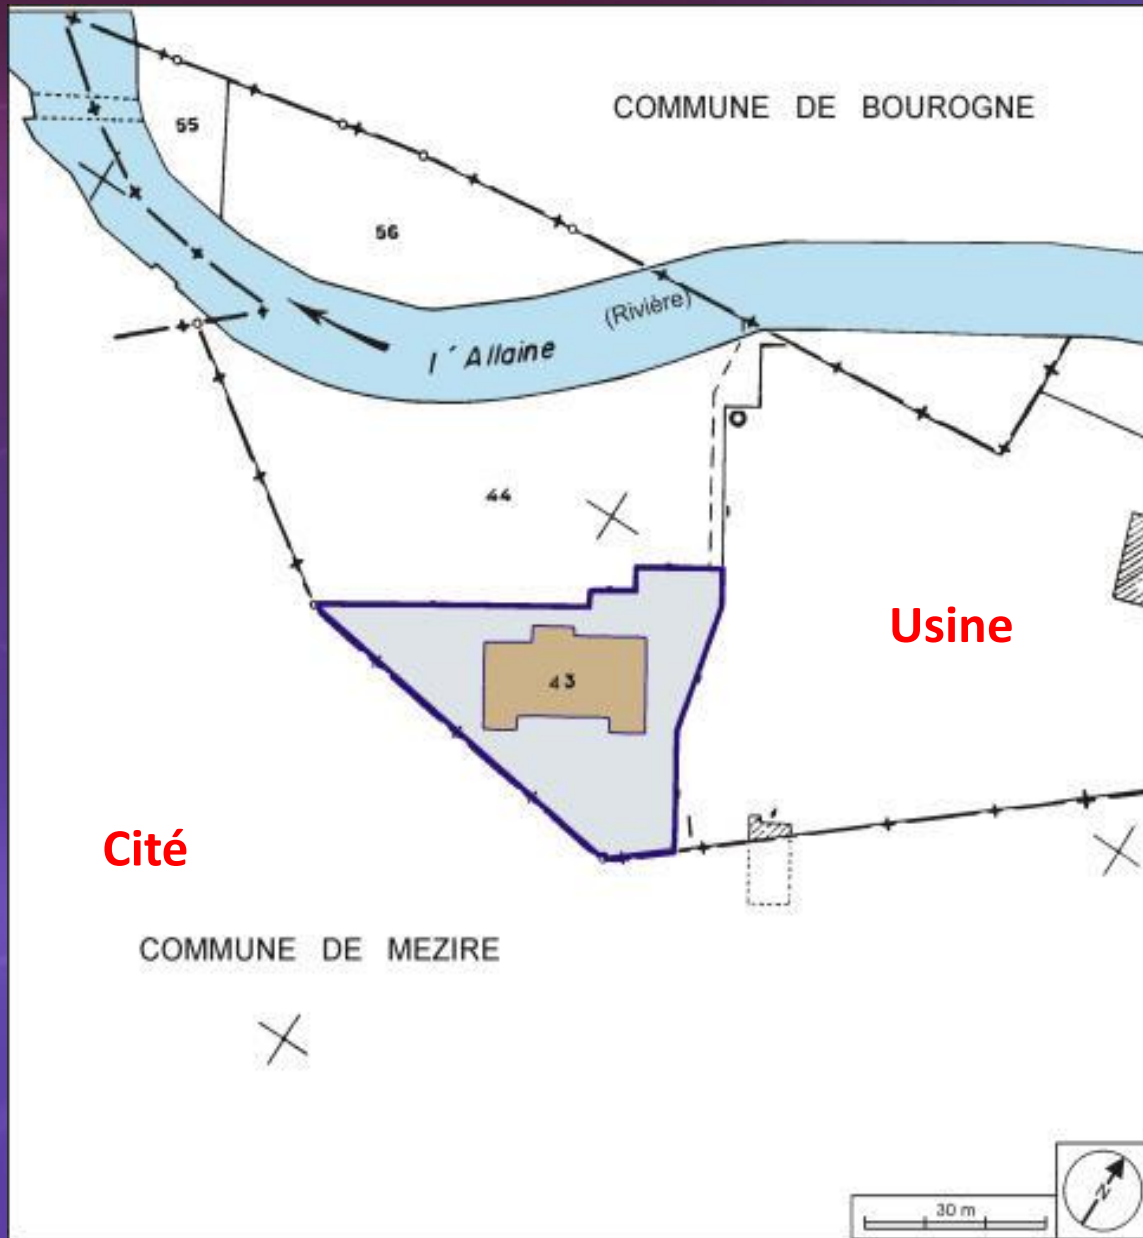 COMMUNE DE BOUROGNE
55
56
(Rivière)
l'Allaine
44
Usine
43
Cité
COMMUNE DE MEZIRE
30 m
N